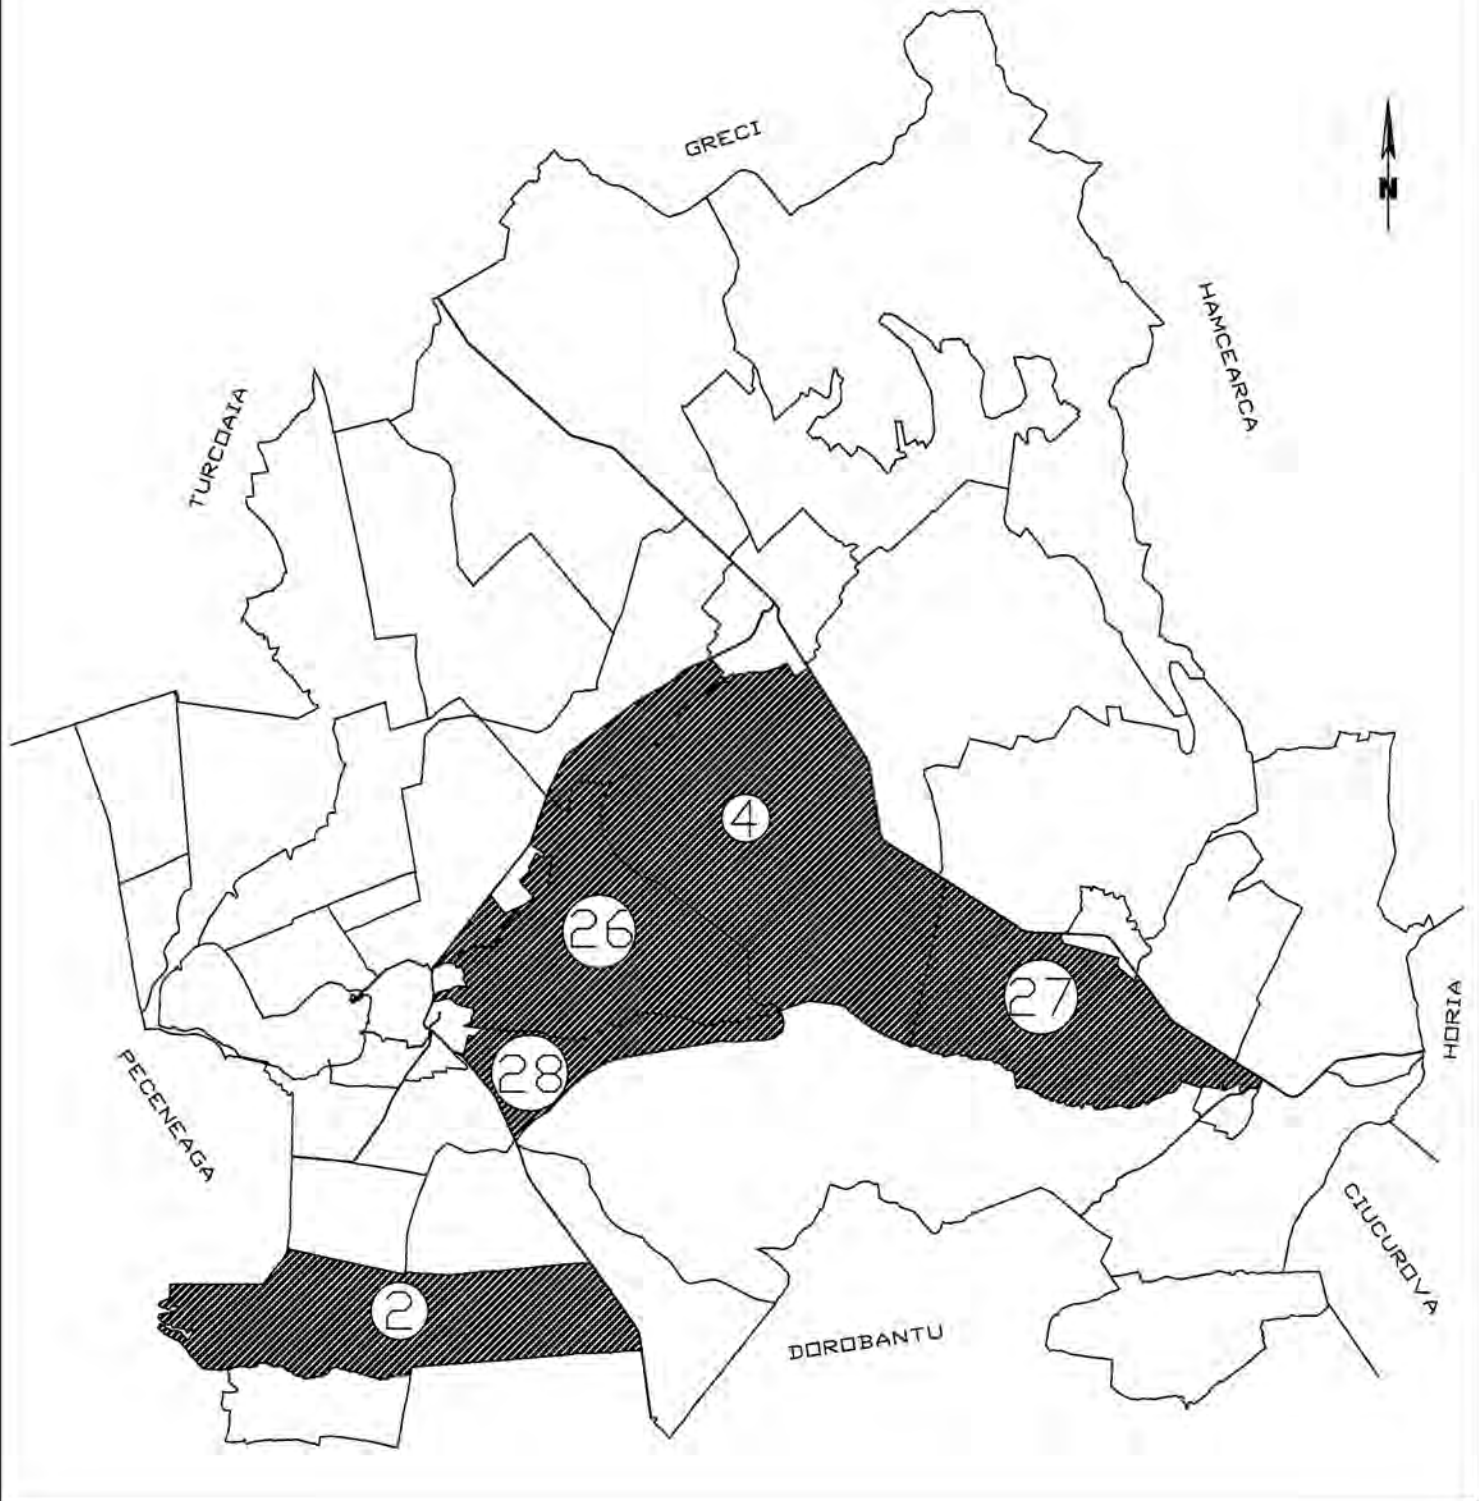 GRECI
N
HAMCEARCA
TURCOAIA
4
26
27
HORIA
28
PECENEAGA
CIUCUROVA
2
DOROBANTU